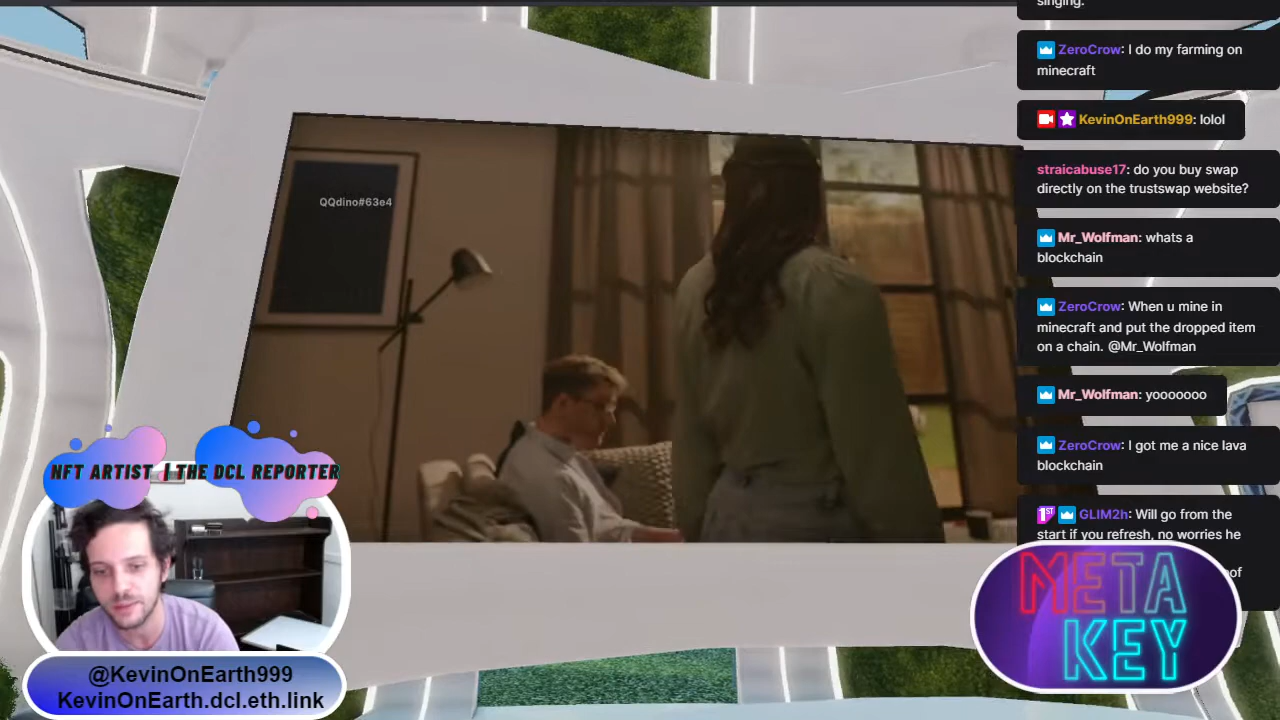 singing.
ZeroCrow: I do my farming on
minecraft
KevinOnEarth999: lolol
straicabuse17: do you buy swap
directly on the trustswap website?
Mr_Wolfman: whats a
blockchain
ZeroCrow: When u mine in
minecraft and put the dropped item
on a chain. @Mr_Wolfman
Mr_Wolfman: yooooooo
ZeroCrow: I got me a nice lava
blockchain
1ST GLIM2h: Will go from the
start if you refresh, no worries he
QQdino#63e4
NFT ARTIST | THE DCL REPORTER
@KevinOnEarth999
KevinOnEarth.dcl.eth.link
META
KEY